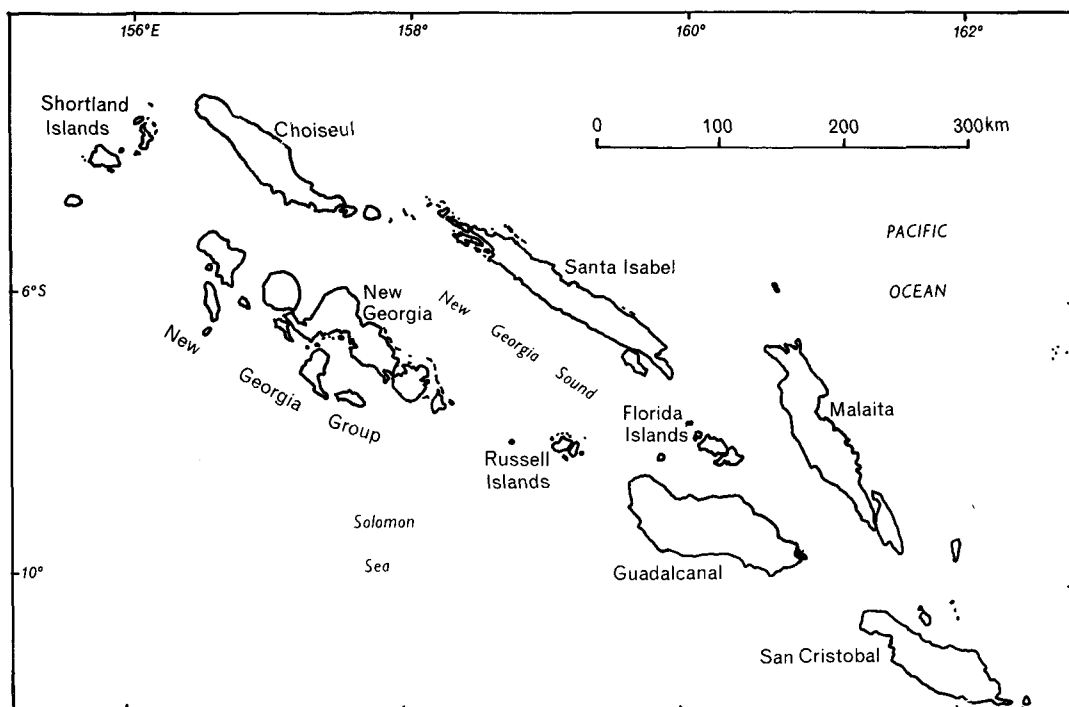 156°E
158°
160°
162°
Shortland
Islands
Choiseul
0 100 200 300km
PACIFIC
OCEAN
Santa Isabel
6°S
New
Georgia
New
Georgia
Sound
New
Georgia
Group
Malaita
Florida
Islands
Russell
Islands
Solomon
Sea
Guadalcanal
10°
San Cristobal